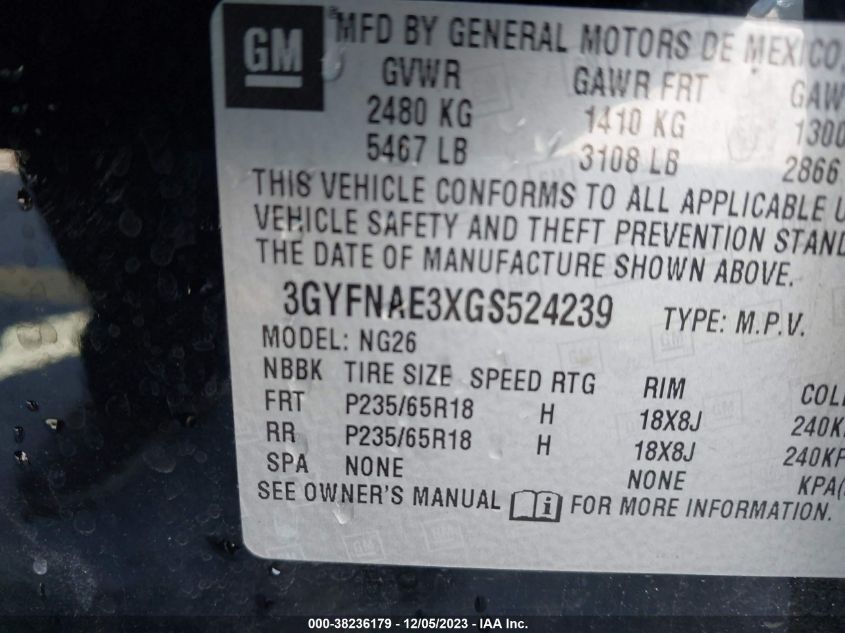 GM
MFD BY GENERAL MOTORS DE MEXICO,
GVWR GAWR FRT
2480 KG 1410 KG 1300
5467 LB 3108 LB 2866
THIS VEHICLE CONFORMS TO ALL APPLICABLE
VEHICLE SAFETY AND THEFT PREVENTION
THE DATE OF MANUFACTURE SHOWN ABOVE.
3GYFNAE3XGS524239 TYPE: M.P.V.
MODEL: NG26
NBBK TIRE SIZE SPEED RTG RIM
FRT P235/65R18 H 18X8J
RR P235/65R18 H 18X8J
SPA NONE NONE
SEE OWNER'S MANUAL i FOR MORE INFORMATION.
000-38236179 - 12/05/2023 - IAA Inc.